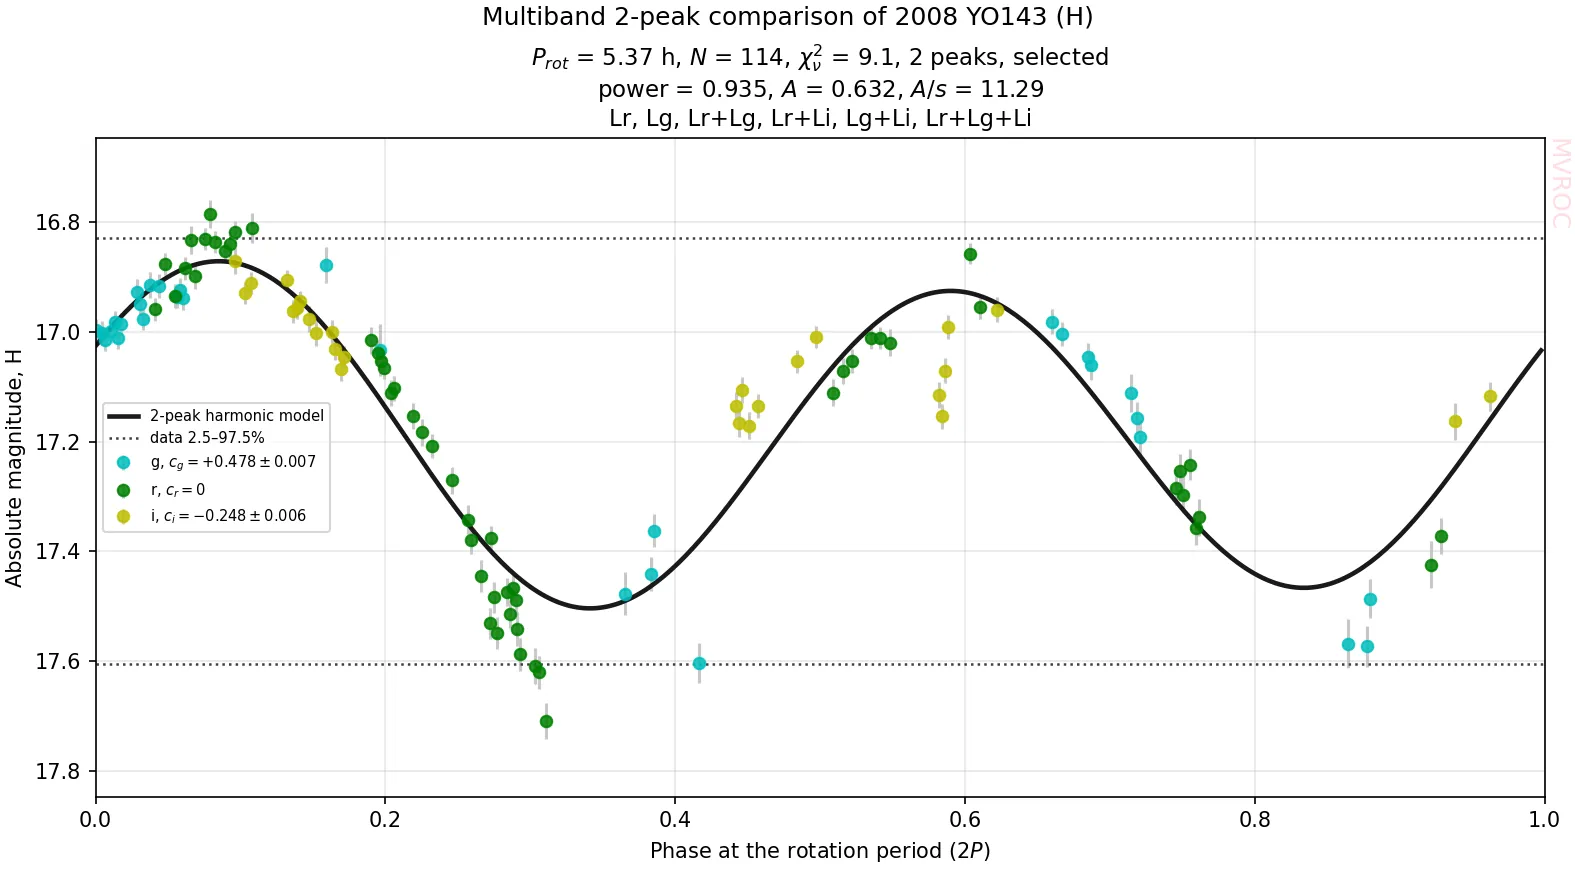 Multiband 2-peak comparison of 2008 YO143 (H)
P_rot = 5.37 h, N = 114, χ²_ν = 9.1, 2 peaks, selected
power = 0.935, A = 0.632, A/s = 11.29
Lr, Lg, Lr+Lg, Lr+Li, Lg+Li, Lr+Lg+Li
MVROC
Absolute magnitude, H
16.8
17.0
17.2
17.4
17.6
17.8
2-peak harmonic model
data 2.5–97.5%
g, c_g = +0.478 ± 0.007
r, c_r = 0
i, c_i = −0.248 ± 0.006
0.0 0.2 0.4 0.6 0.8 1.0
Phase at the rotation period (2P)